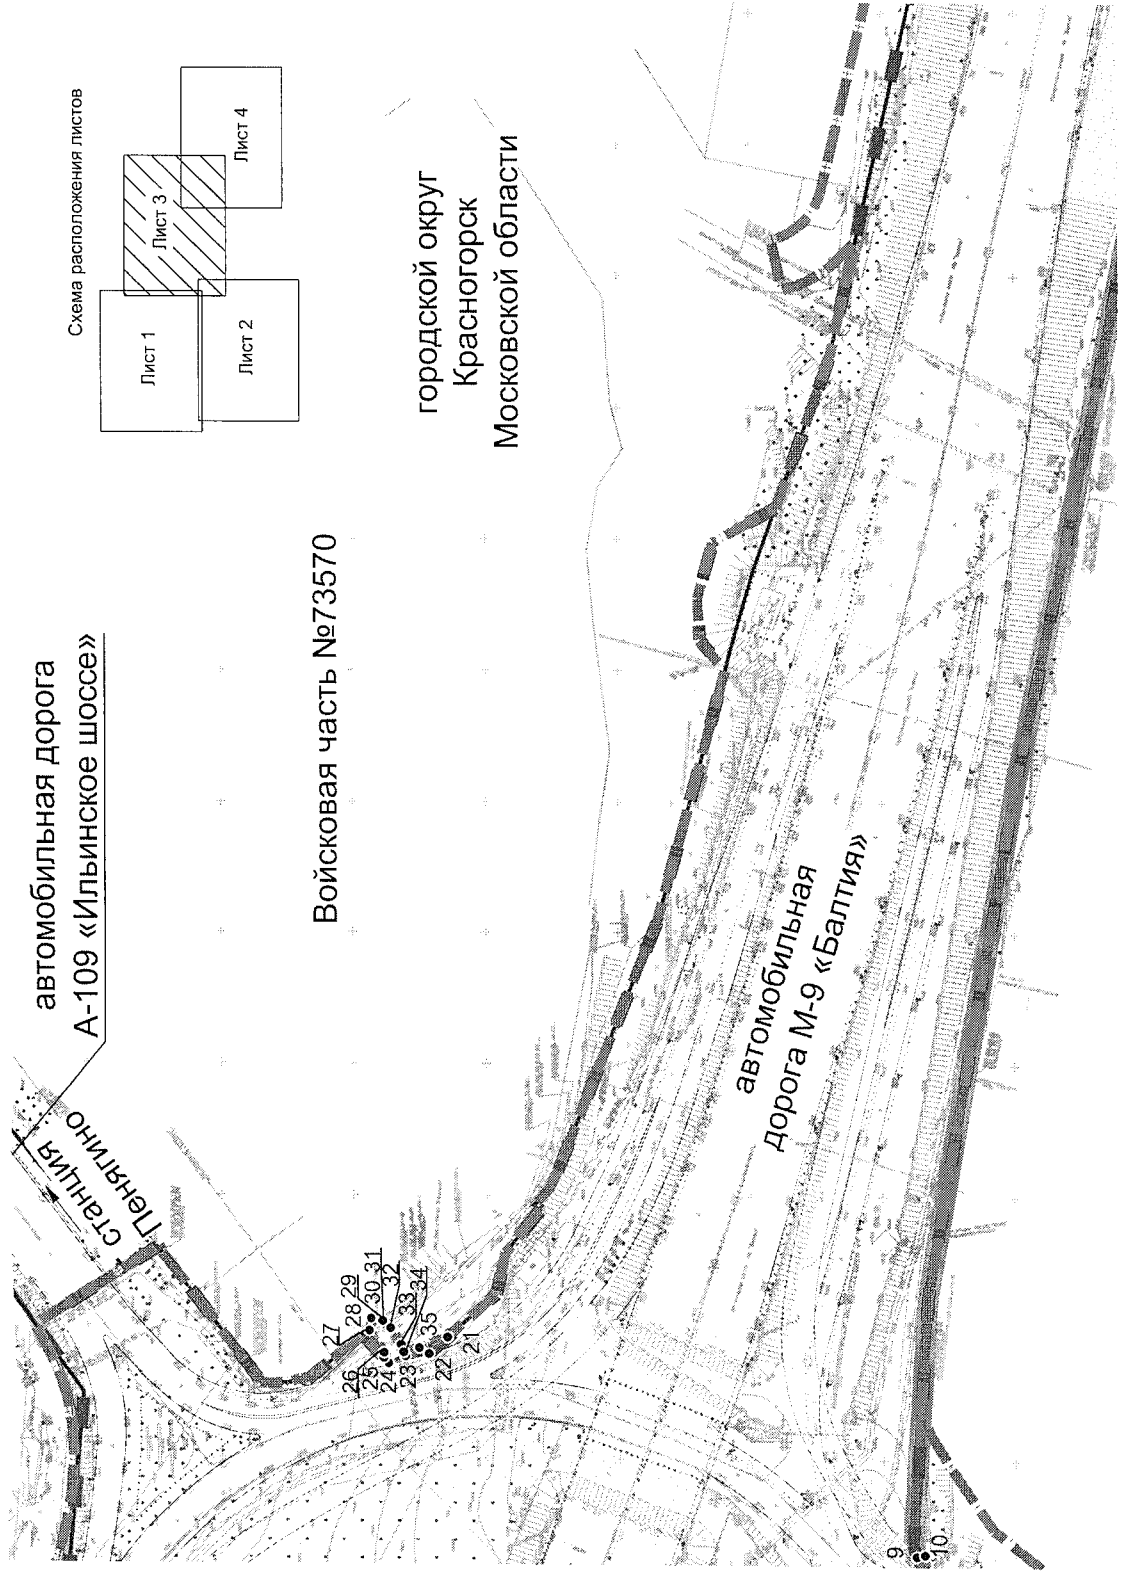 Схема расположения листов
Лист 1
Лист 2
Лист 3
Лист 4
автомобильная дорога
А-109 «Ильинское шоссе»
станция
Пенягино
Войсковая часть №73570
городской округ
Красногорск
Московской области
автомобильная
дорога М-9 «Балтия»
27
28
29
30
31
32
33
34
35
26
25
24
23
22
21
9
10